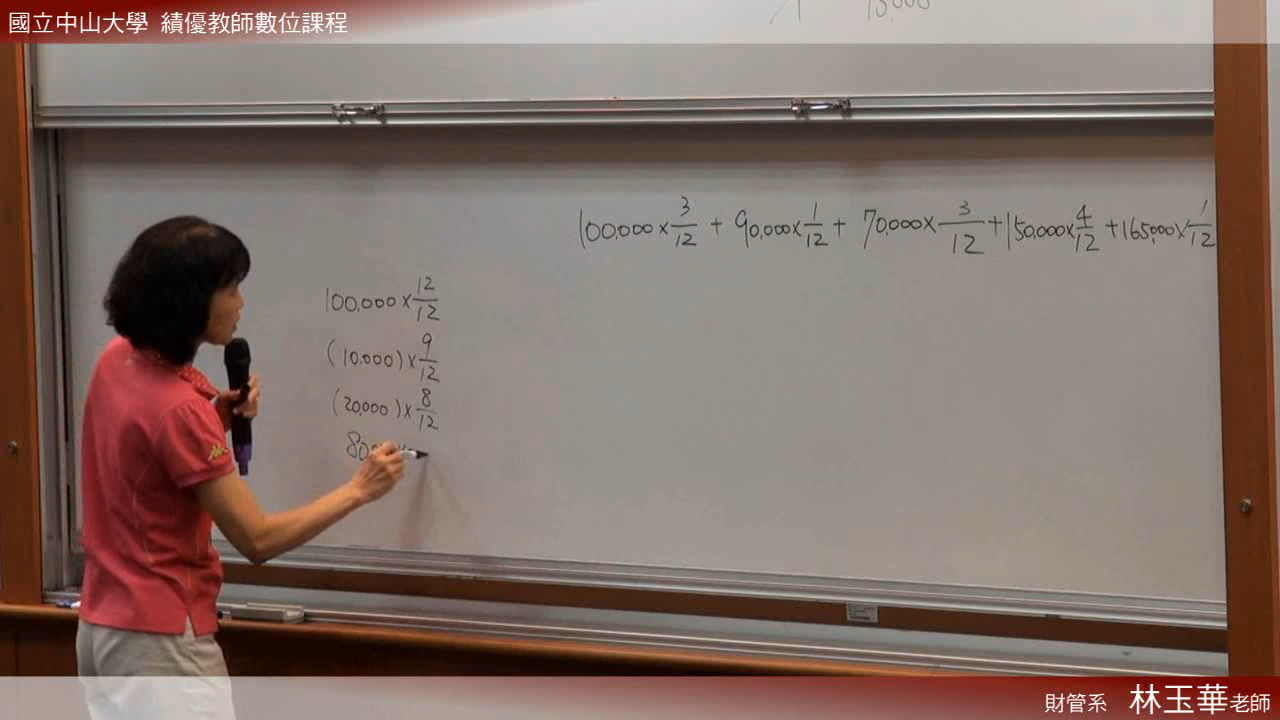 國立中山大學 績優教師數位課程
100,000 × 3/12 + 90,000 × 1/12 + 70,000 × 3/12 + 150,000 × 4/12 + 165,000 × 1/12
100,000 × 12/12
(10,000) × 9/12
(20,000) × 8/12
財管系 林玉華老師